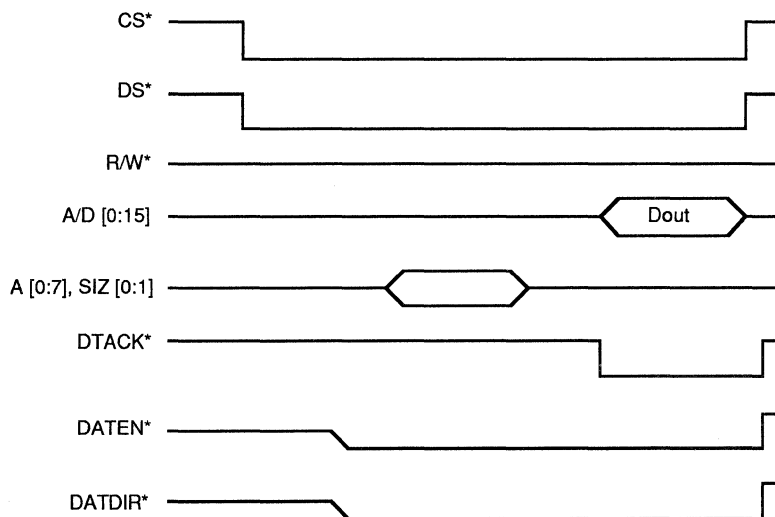 CS*
DS*
R/W*
A/D [0:15]
Dout
A [0:7], SIZ [0:1]
DTACK*
DATEN*
DATDIR*